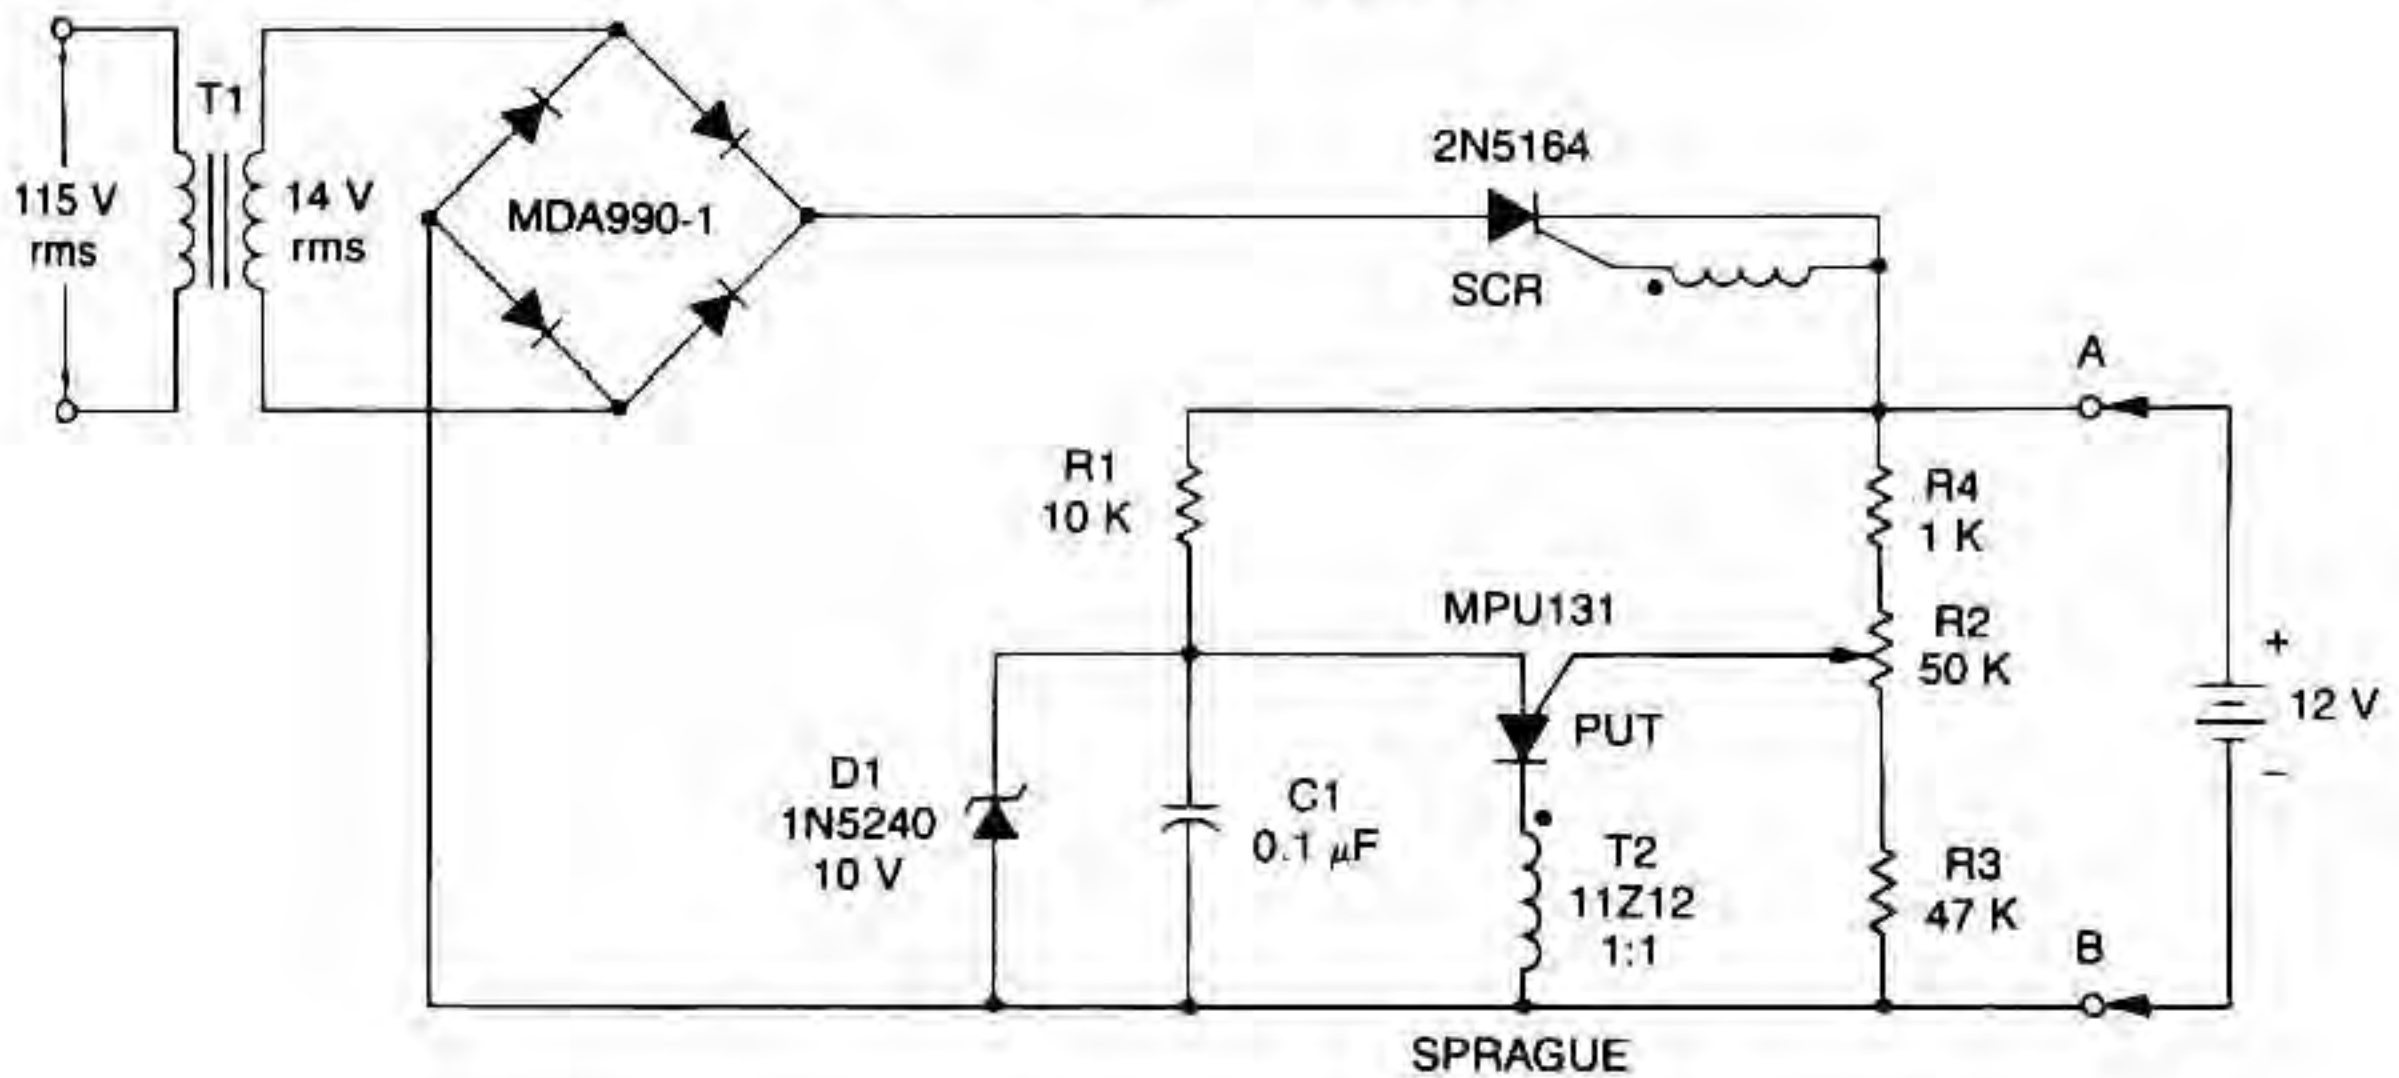 T1
115 V
rms
14 V
rms
MDA990-1
2N5164
SCR
A
R1
10 K
R4
1 K
MPU131
R2
50 K
PUT
+
12 V
−
D1
1N5240
10 V
C1
0.1 μF
T2
11Z12
1:1
R3
47 K
B
SPRAGUE